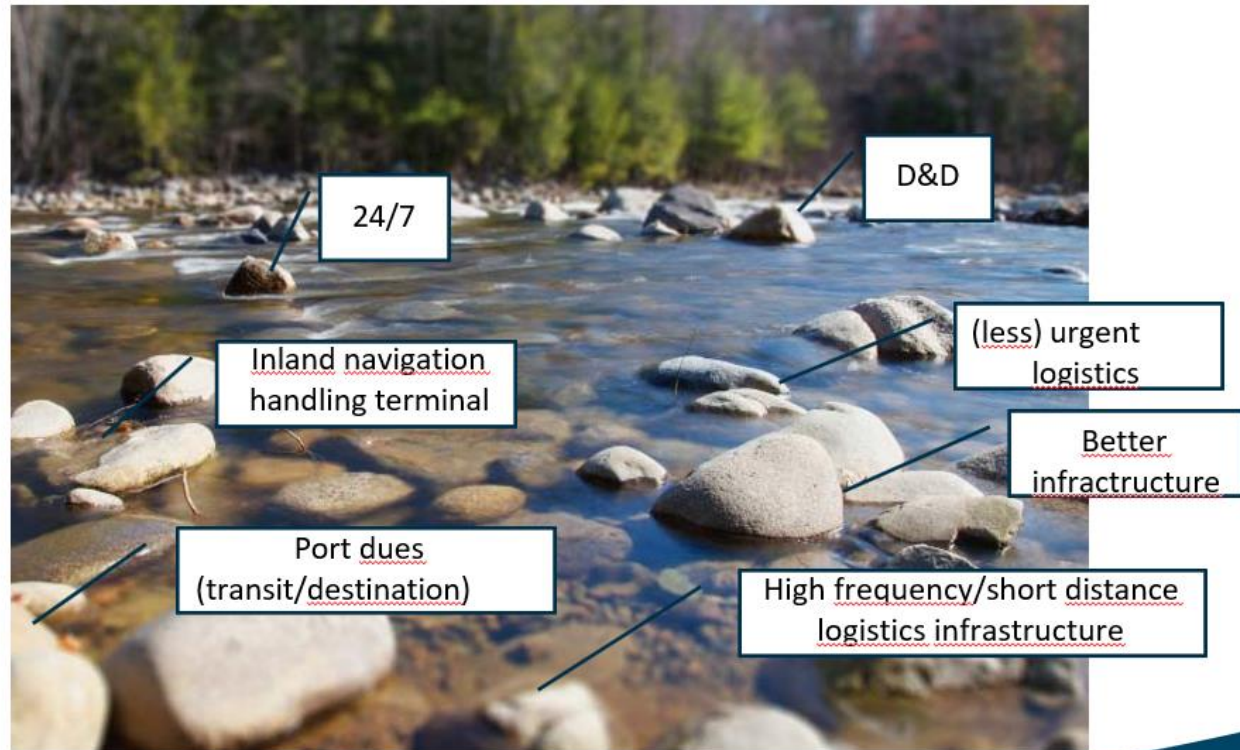 D&D
24/7
(less) urgent
logistics
Inland navigation
handling terminal
Better
infractructure
Port dues
(transit/destination)
High frequency/short distance
logistics infrastructure